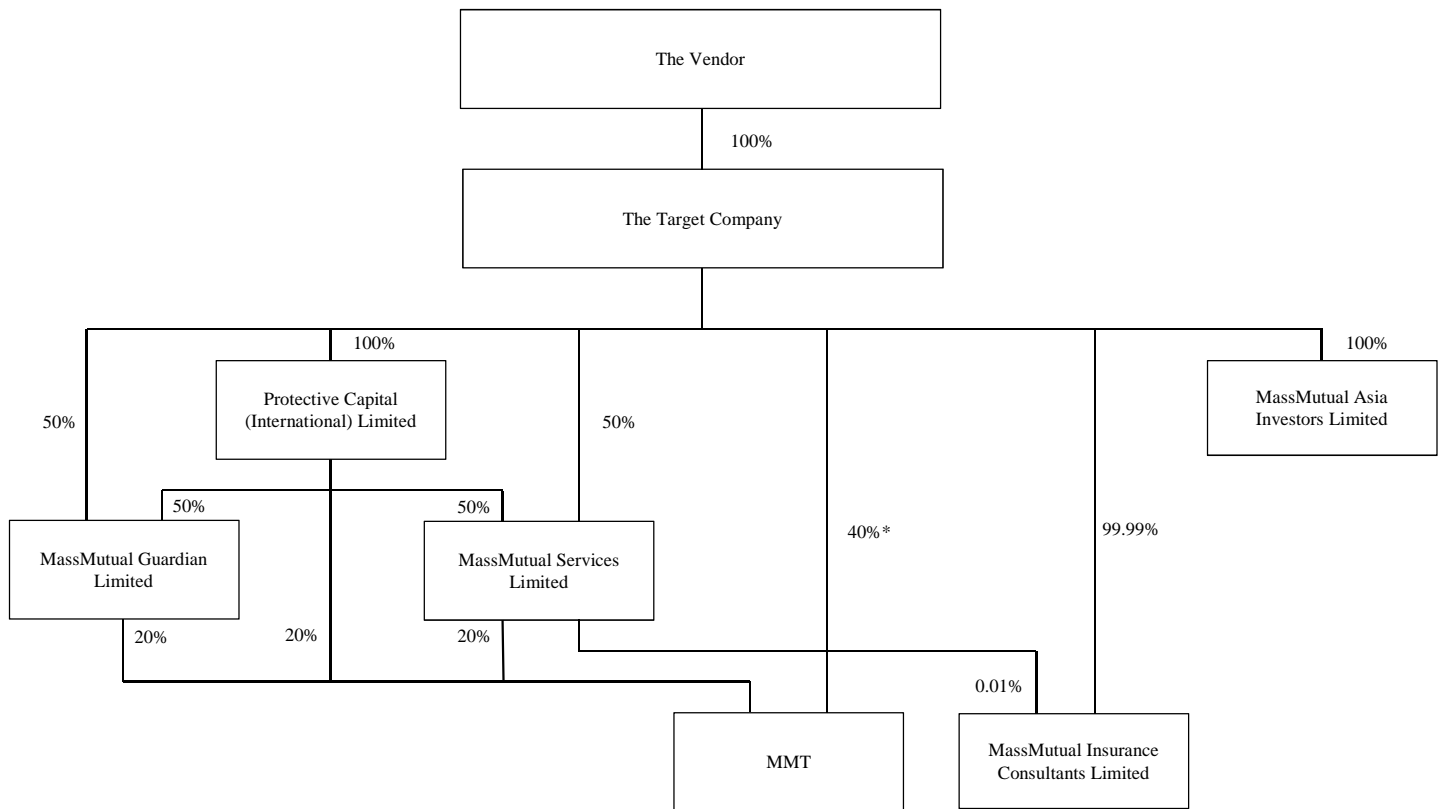 The Vendor
100%
The Target Company
100%
100%
Protective Capital
(International) Limited
MassMutual Asia
Investors Limited
50%
50%
50%
50%
40%*
99.99%
MassMutual Guardian
Limited
MassMutual Services
Limited
20%
20%
20%
0.01%
MMT
MassMutual Insurance
Consultants Limited